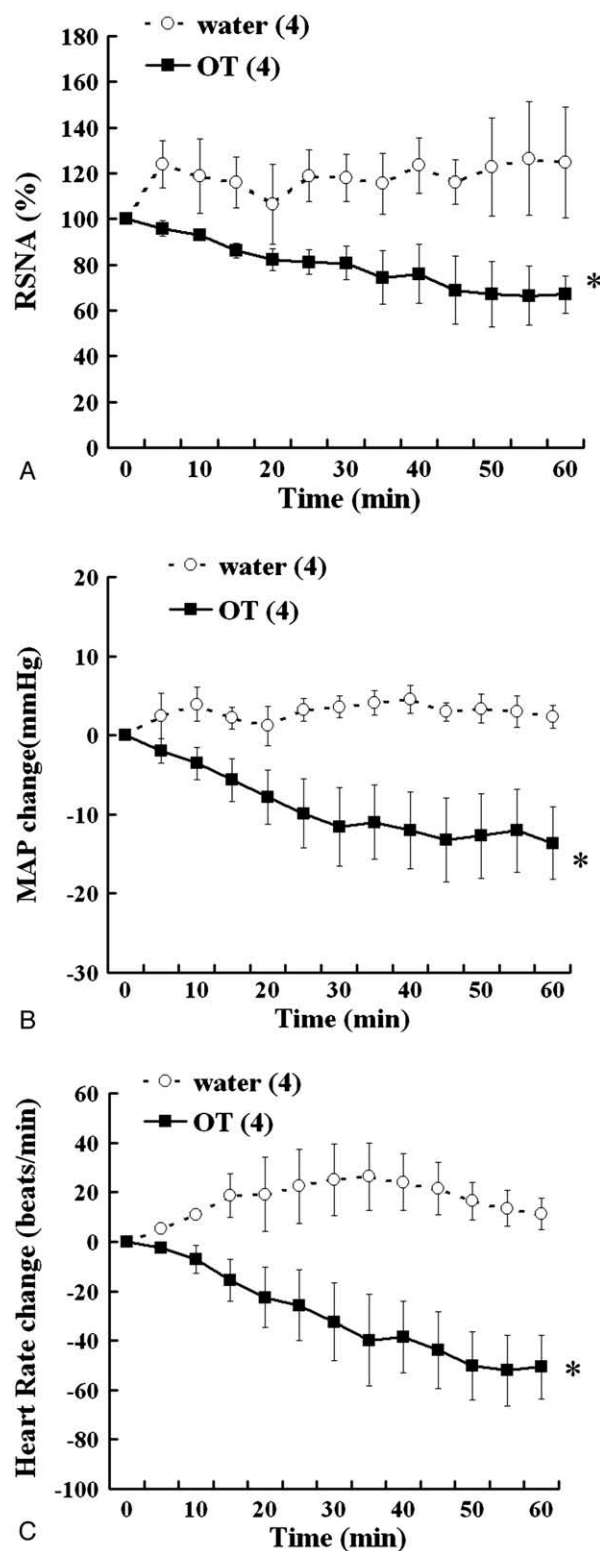 water (4)
OT (4)
180
160
140
120
100
80
60
40
20
0
RSNA (%)
*
0 10 20 30 40 50 60
A
Time (min)
water (4)
OT (4)
20
10
0
-10
-20
-30
MAP change(mmHg)
*
0 10 20 30 40 50 60
B
Time (min)
water (4)
OT (4)
60
40
20
0
-20
-40
-60
-80
-100
Heart Rate change (beats/min)
*
0 10 20 30 40 50 60
C
Time (min)